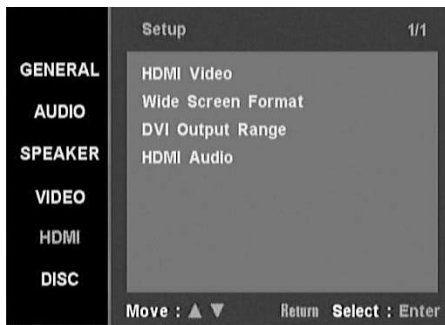 Setup 1/1
GENERAL
AUDIO
SPEAKER
VIDEO
HDMI
DISC
HDMI Video
Wide Screen Format
DVI Output Range
HDMI Audio
Move : ▲ ▼ Return Select : Enter